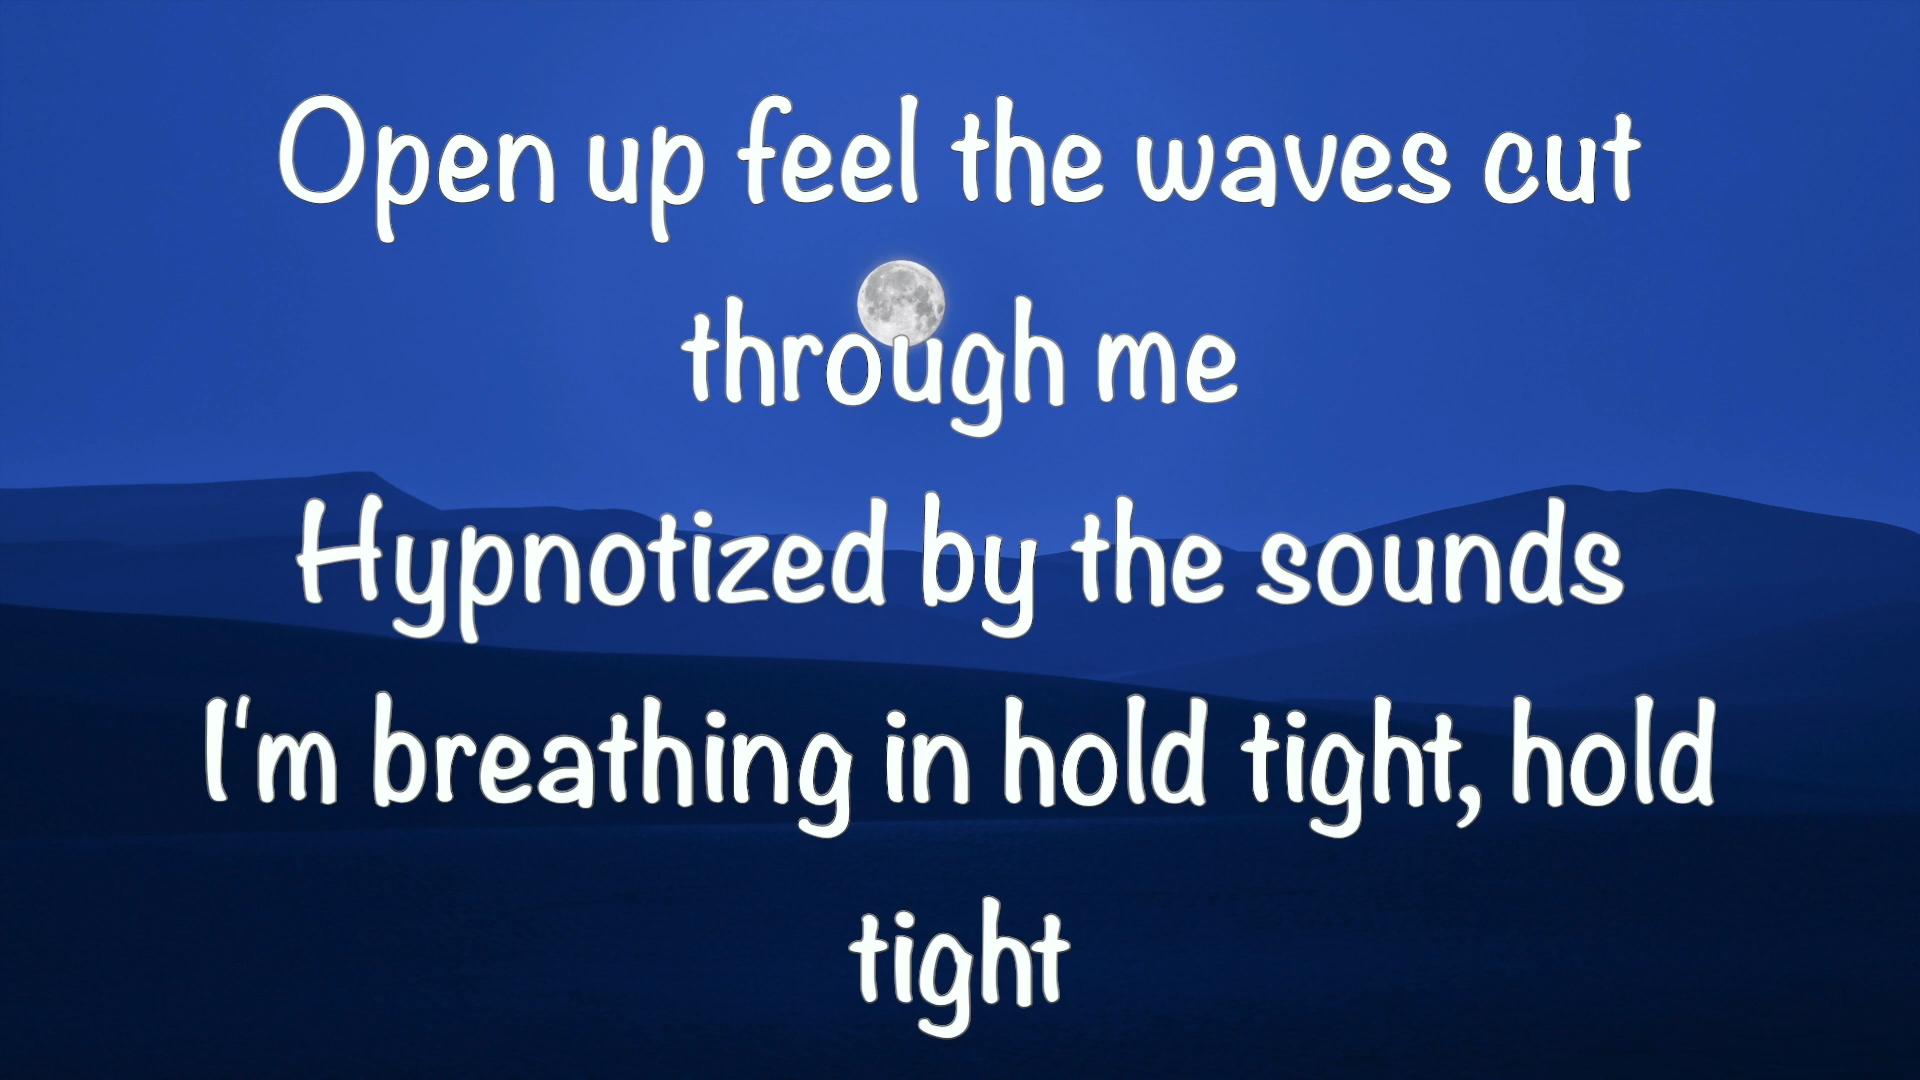 Open up feel the waves cut
through me
Hypnotized by the sounds
I'm breathing in hold tight, hold
tight